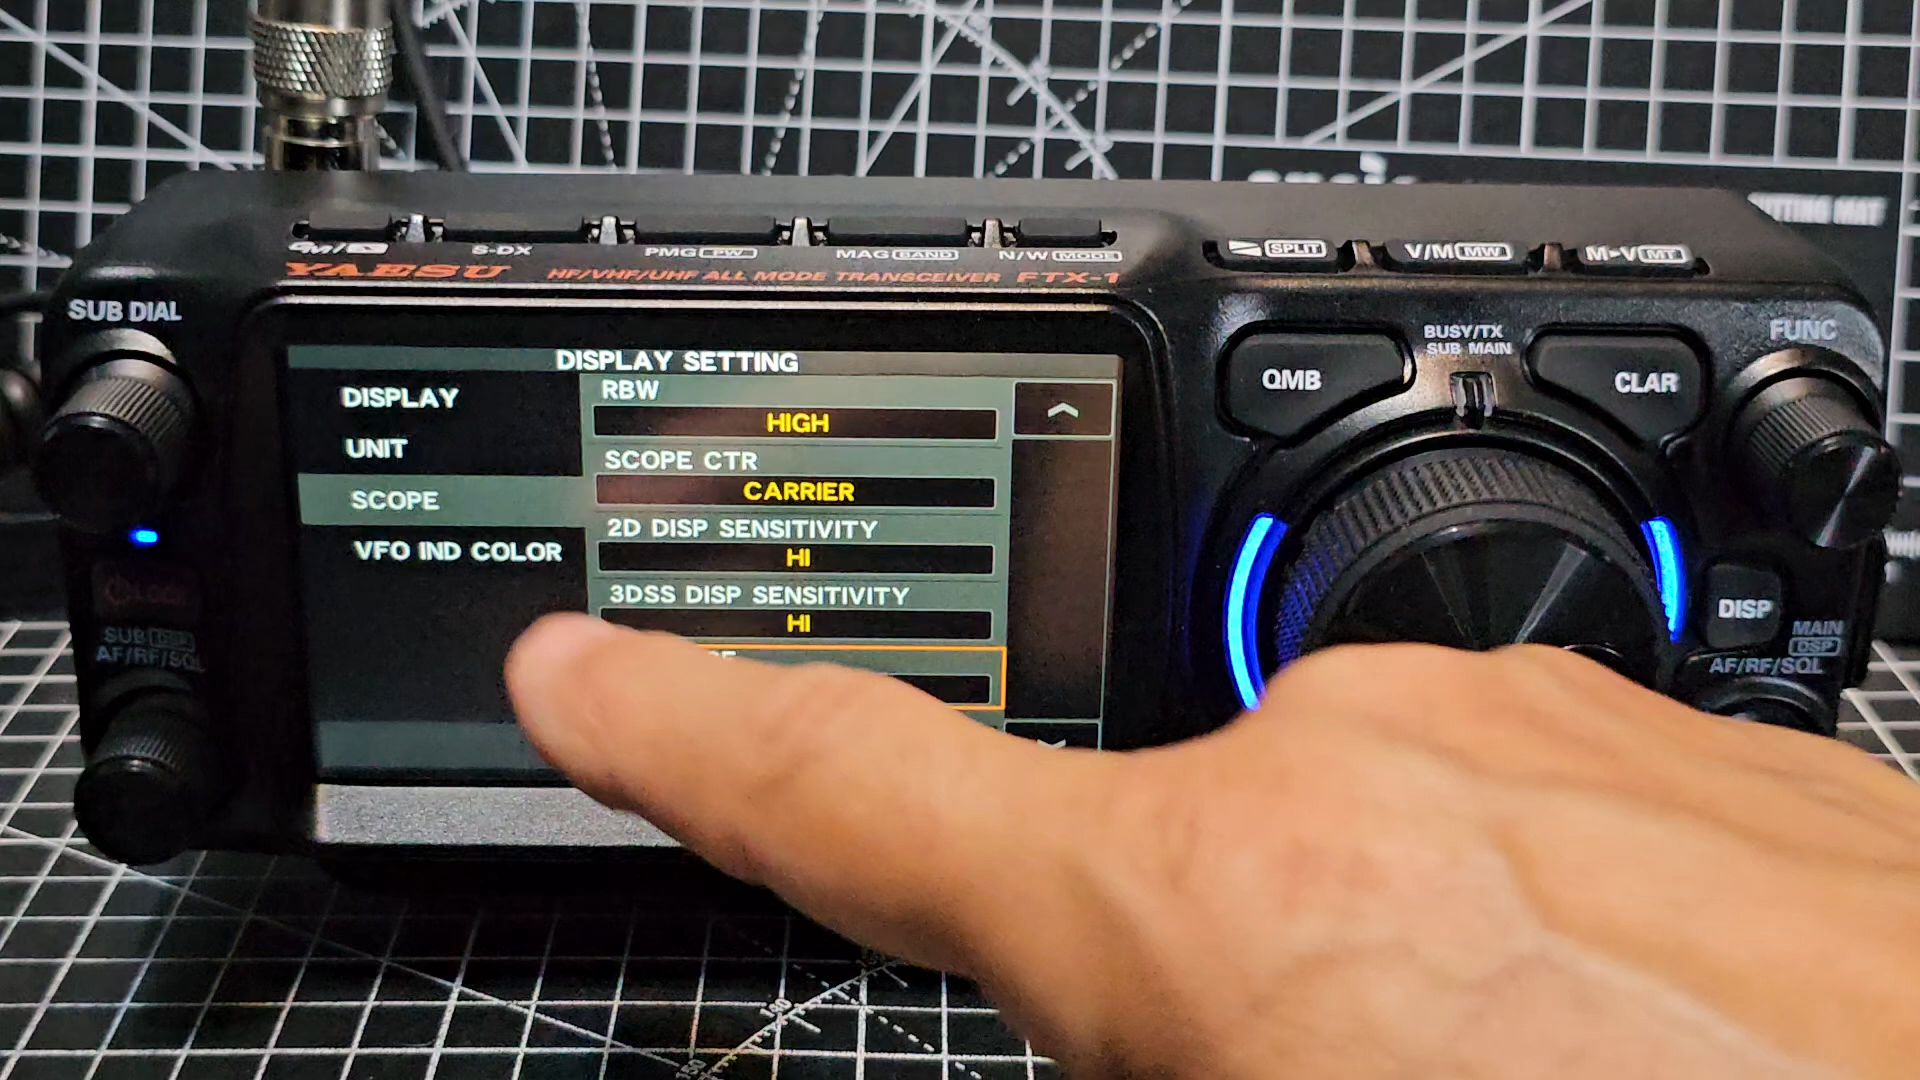 S-DX
PMG PW
MAG BAND
N/W MODE
SPLIT
V/M MW
M▸V MT
YAESU HF/VHF/UHF ALL MODE TRANSCEIVER FTX-1
SUB DIAL
BUSY/TX
SUB MAIN
FUNC
QMB
CLAR
DISPLAY SETTING
DISPLAY
UNIT
SCOPE
VFO IND COLOR
RBW
HIGH
SCOPE CTR
CARRIER
2D DISP SENSITIVITY
HI
3DSS DISP SENSITIVITY
HI
LOCK
SUB DSP
AF/RF/SQL
DISP
MAIN
DSP
AF/RF/SQL